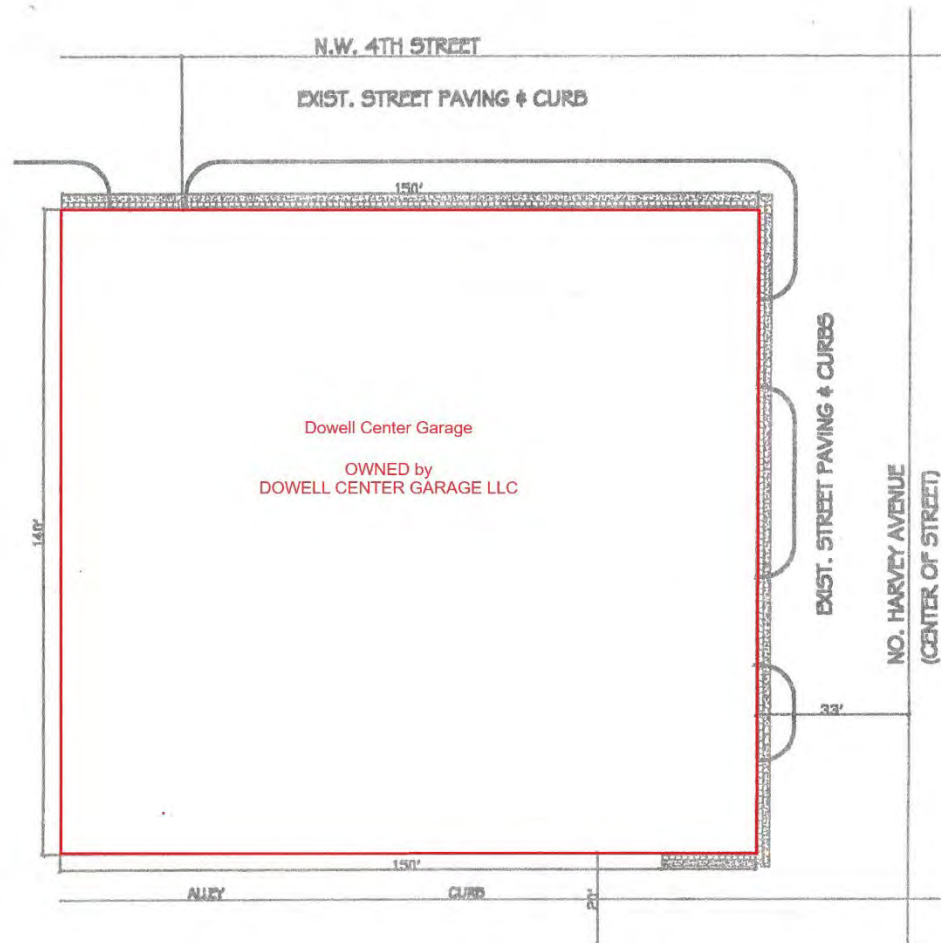 N.W. 4TH STREET
EXIST. STREET PAVING & CURB
150'
Dowell Center Garage
OWNED by
DOWELL CENTER GARAGE LLC
140'
EXIST. STREET PAVING & CURBS
NO. HARVEY AVENUE
(CENTER OF STREET)
33'
150'
ALLEY
CURB
20'